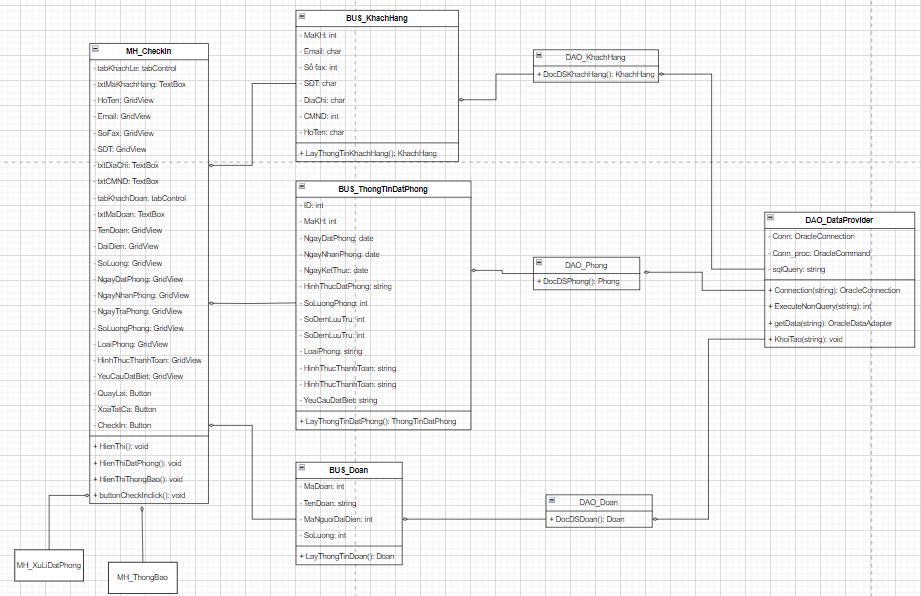 MH_CheckIn
- tabKhachLe: tabControl
- txtMaKhachHang: TextBox
- HoTen: GridView
- Email: GridView
- SoFax: GridView
- SDT: GridView
- txtDiaChi: TextBox
- txtCMND: TextBox
- tabKhachDoan: tabControl
- txtMaDoan: TextBox
- TenDoan: GridView
- DaiDien: GridView
- SoLuong: GridView
- NgayDatPhong: GridView
- NgayNhanPhong: GridView
- NgayTraPhong: GridView
- SoLuongPhong: GridView
- LoaiPhong: GridView
- HinhThucThanhToan: GridView
- YeuCauDatBiet: GridView
- QuayLai: Button
- XoaTatCa: Button
- CheckIn: Button
+ HienThi(): void
+ HienThiDatPhong(): void
+ HienThiThongBao(): void
+ buttonCheckInclick(): void
MH_XuLiDatPhong
MH_ThongBao
BUS_KhachHang
- MaKH: int
- Email: char
- Số fax: int
- SĐT: char
- DiaChi: char
- CMND: int
- HoTen: char
+ LayThongTinKhachHang(): KhachHang
BUS_ThongTinDatPhong
- ID: int
- MaKH: int
- NgayDatPhong: date
- NgayNhanPhong: date
- NgayKetThuc: date
- HinhThucDatPhong: string
- SoLuongPhong: int
- SoDemLuuTru: int
- SoDemLuuTru: int
- LoaiPhong: string
- HinhThucThanhToan: string
- HinhThucThanhToan: string
- YeuCauDatBiet: string
+ LayThongTinDatPhong(): ThongTinDatPhong
BUS_Doan
- MaDoan: int
- TenDoan: string
- MaNguoiDaiDien: int
- SoLuong: int
+ LayThongTinDoan(): Doan
DAO_KhachHang
+ DocDSKhachHang(): KhachHang
DAO_Phong
+ DocDSPhong(): Phong
DAO_Doan
+ DocDSDoan(): Doan
DAO_DataProvider
- Conn: OracleConnection
- Conn_proc: OracleCommand
- sqlQuery: string
+ Connection(string): OracleConnection
+ ExecuteNonQuery(string): int
+ getData(string): OracleDataAdapter
+ KhoiTao(string): void